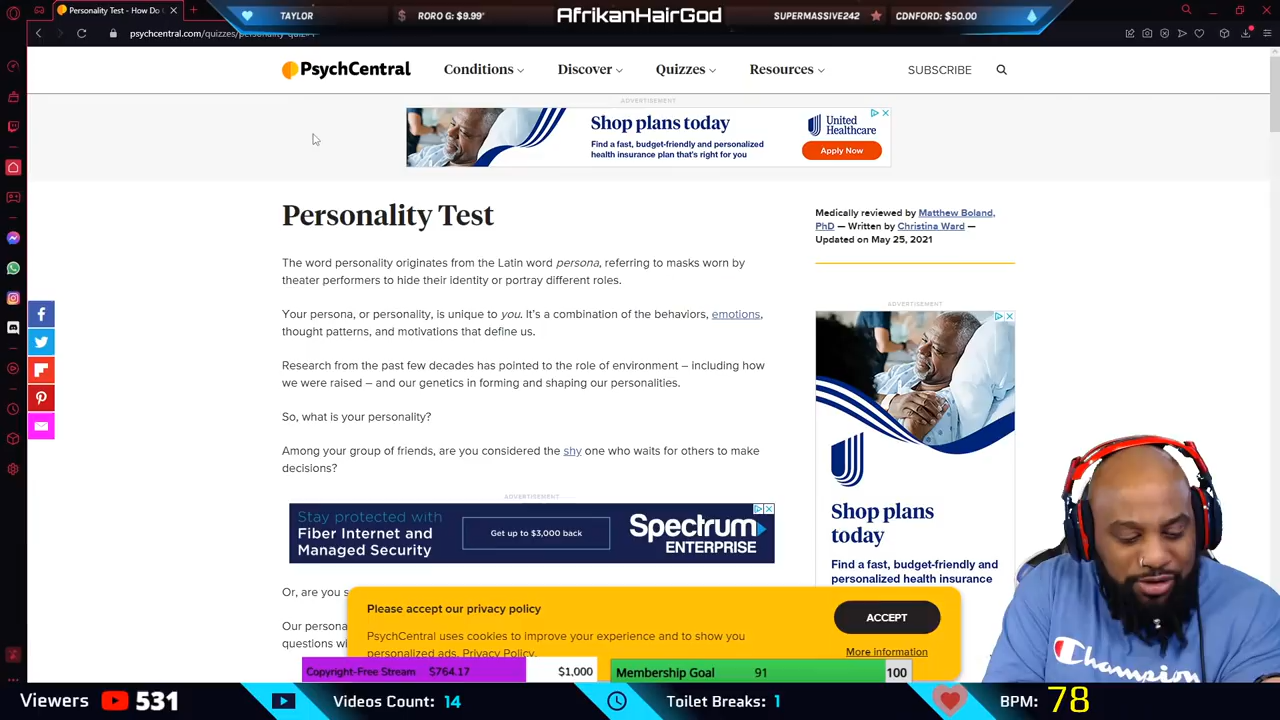 Personality Test - How Do
TAYLOR
RORO G: $9.99*
AfrikanHairGod
SUPERMASSIVE242
CDNFORD: $50.00
PsychCentral
Conditions
Discover
Quizzes
Resources
SUBSCRIBE
ADVERTISEMENT
Shop plans today
Find a fast, budget-friendly and personalized
health insurance plan that's right for you
United
Healthcare
Apply Now
Personality Test
The word personality originates from the Latin word persona, referring to masks worn by
theater performers to hide their identity or portray different roles.
Your persona, or personality, is unique to you. It's a combination of the behaviors, emotions,
thought patterns, and motivations that define us.
Research from the past few decades has pointed to the role of environment – including how
we were raised – and our genetics in forming and shaping our personalities.
So, what is your personality?
Among your group of friends, are you considered the shy one who waits for others to make
decisions?
ADVERTISEMENT
Stay protected with
Fiber Internet and
Managed Security
Get up to $3,000 back
Spectrum
ENTERPRISE
Or, are you
Our persona
questions
Medically reviewed by Matthew Boland,
PhD — Written by Christina Ward —
Updated on May 25, 2021
ADVERTISEMENT
Shop plans
today
Find a fast, budget-friendly and
personalized health insurance
Please accept our privacy policy
PsychCentral uses cookies to improve your experience and to show you
personalized ads. Privacy Policy.
ACCEPT
More information
Copyright-Free Stream $764.17 $1,000
Membership Goal 91 100
Champion
Viewers 531
Videos Count: 14
Toilet Breaks: 1
BPM: 78